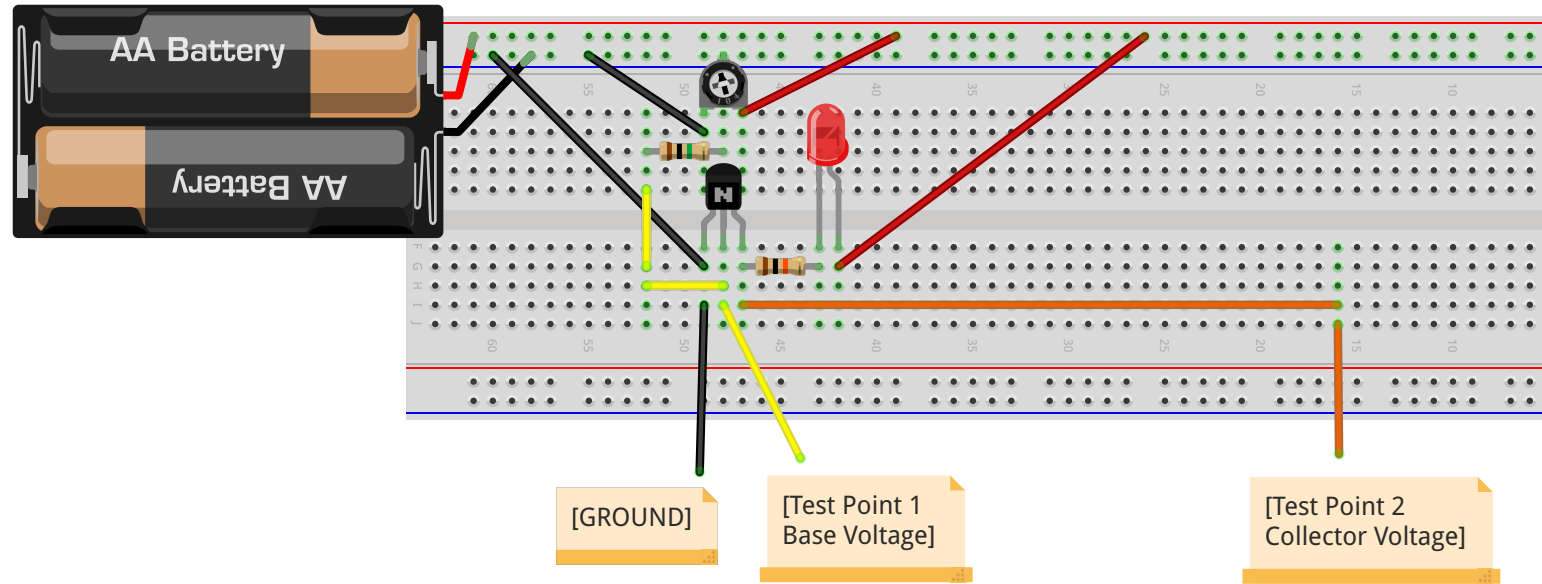 AA Battery
AA Battery
60 55 50 45 40 35 30 25 20 15 10
N
F
G
H
I
J
60 55 50 45 40 35 30 25 20 15 10
[GROUND]
[Test Point 1
Base Voltage]
[Test Point 2
Collector Voltage]